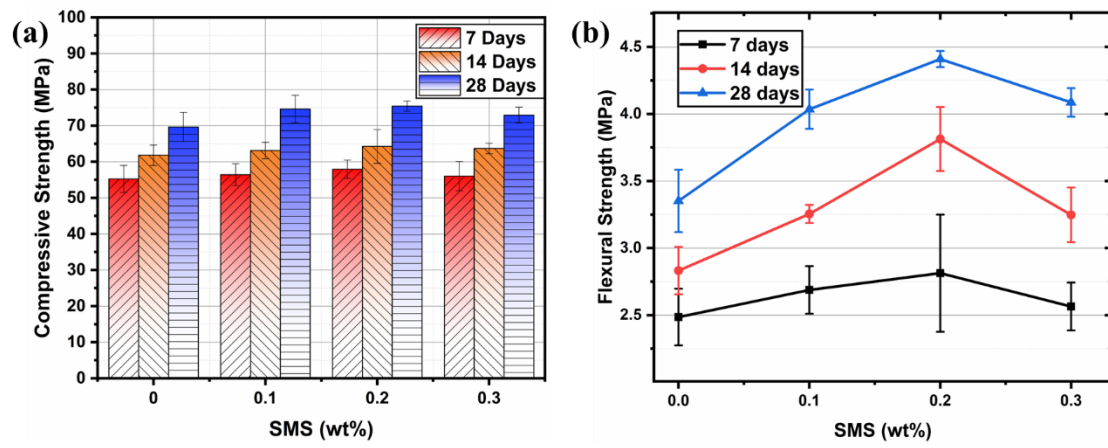 (a)
Compressive Strength (MPa)
100
90
80
70
60
50
40
30
20
10
0
7 Days
14 Days
28 Days
0 0.1 0.2 0.3
SMS (wt%)
(b)
Flexural Strength (MPa)
4.5
4.0
3.5
3.0
2.5
7 days
14 days
28 days
0.0 0.1 0.2 0.3
SMS (wt%)